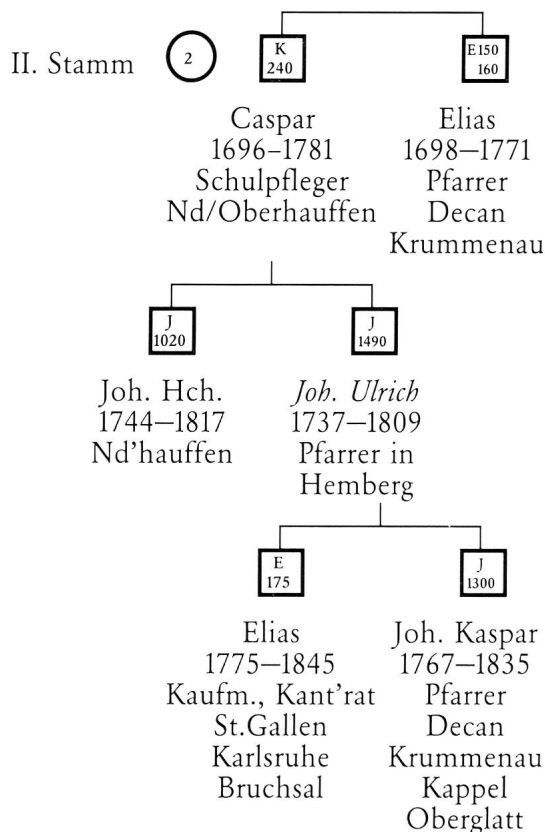 II. Stamm
2
K
240
E150
160
Caspar
1696–1781
Schulpfleger
Nd/Oberhauffen
Elias
1698—1771
Pfarrer
Decan
Krummenau
J
1020
J
1490
Joh. Hch.
1744—1817
Nd’hauffen
Joh. Ulrich
1737—1809
Pfarrer in
Hemberg
E
175
J
1300
Elias
1775—1845
Kaufm., Kant’rat
St.Gallen
Karlsruhe
Bruchsal
Joh. Kaspar
1767—1835
Pfarrer
Decan
Krummenau
Kappel
Oberglatt